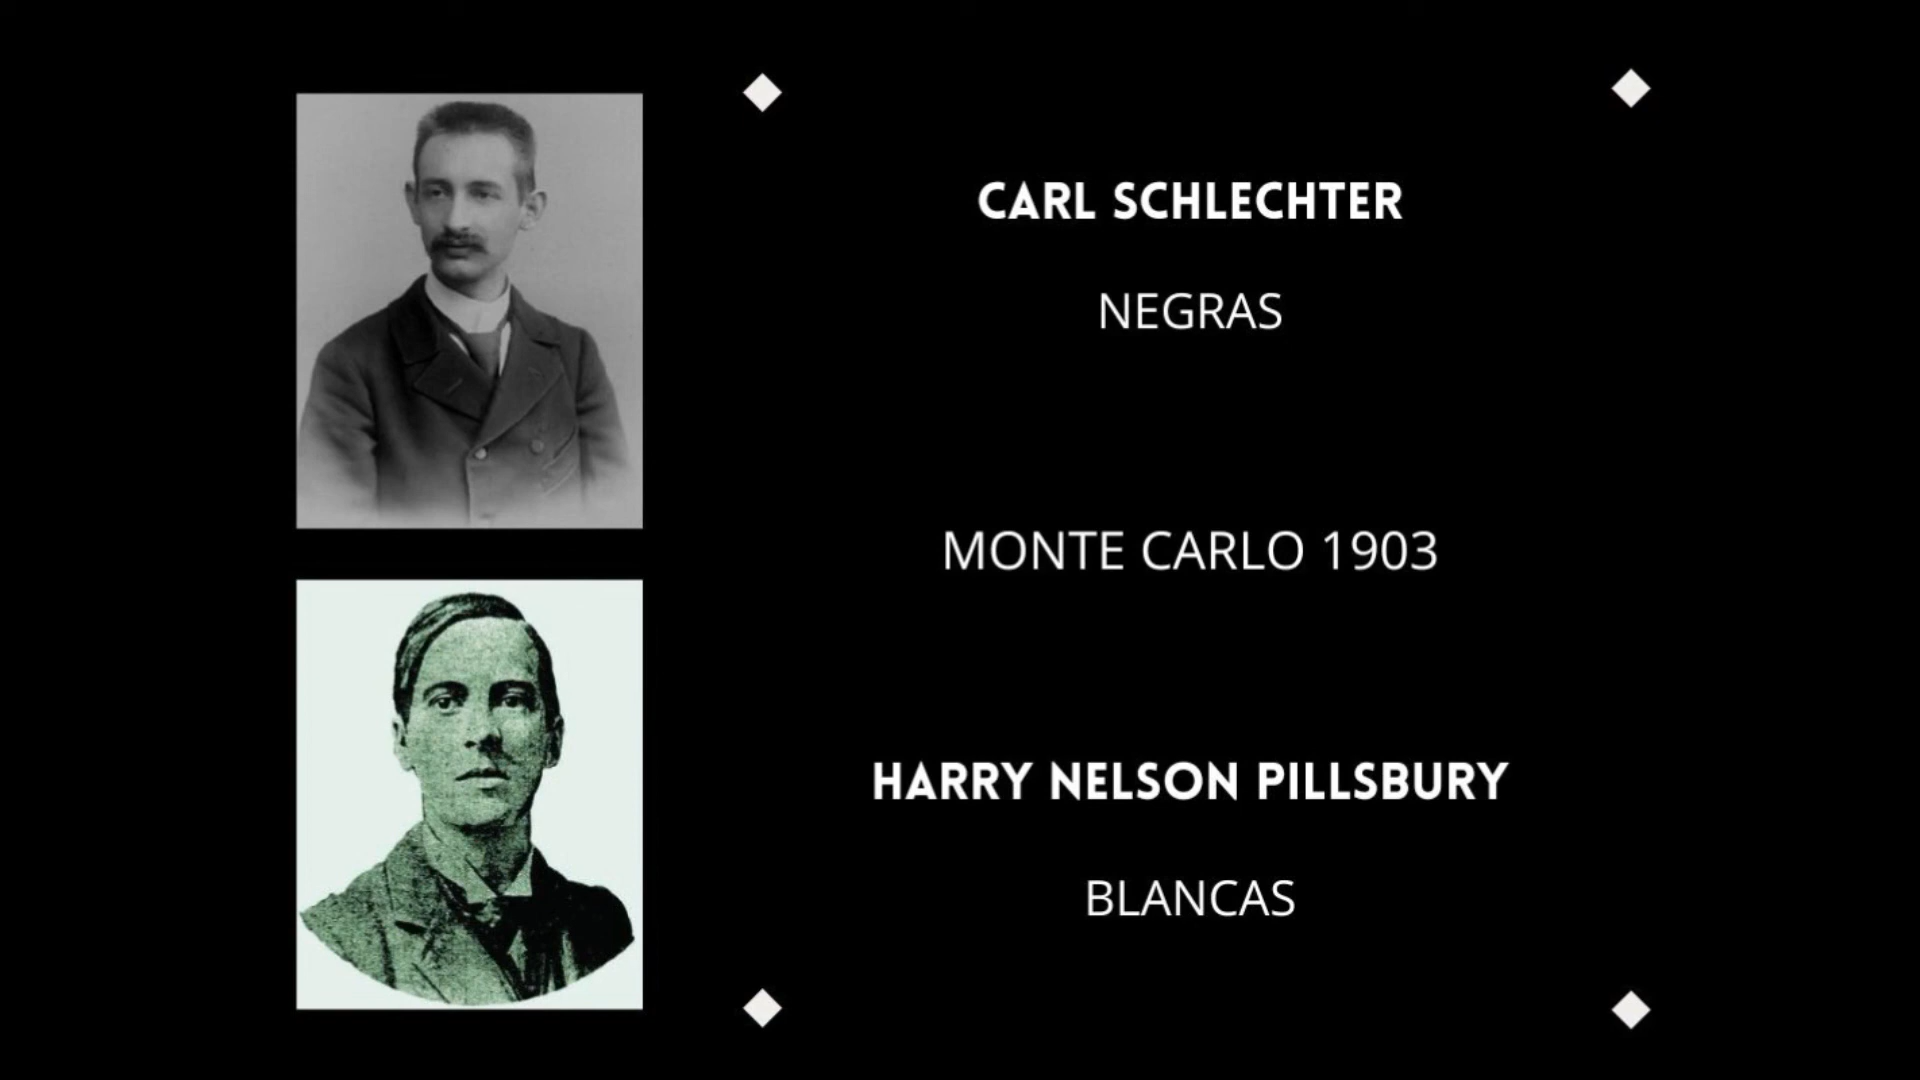 CARL SCHLECHTER
NEGRAS
MONTE CARLO 1903
HARRY NELSON PILLSBURY
BLANCAS